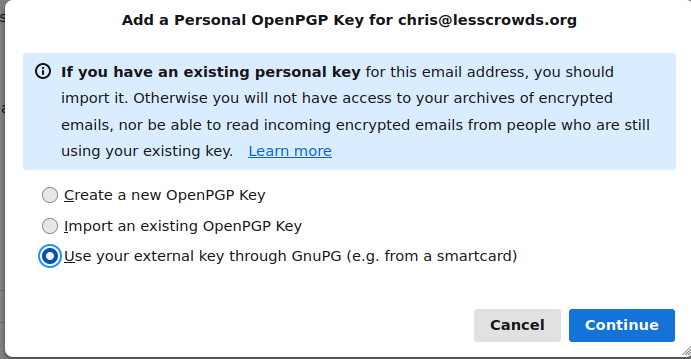 Add a Personal OpenPGP Key for chris@lesscrowds.org
If you have an existing personal key for this email address, you should
import it. Otherwise you will not have access to your archives of encrypted
emails, nor be able to read incoming encrypted emails from people who are still
using your existing key. Learn more
Create a new OpenPGP Key
Import an existing OpenPGP Key
Use your external key through GnuPG (e.g. from a smartcard)
Cancel Continue